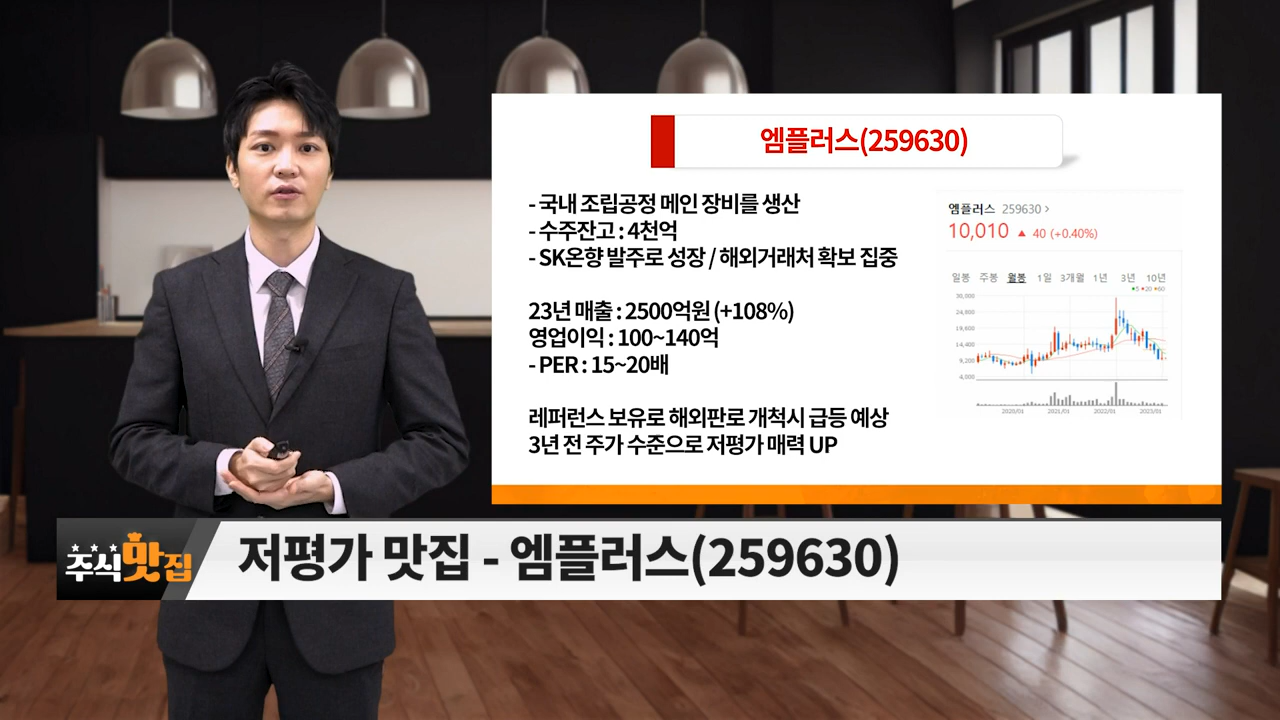 엠플러스(259630)
- 국내 조립공정 메인 장비를 생산
- 수주잔고 : 4천억
- SK온향 발주로 성장 / 해외거래처 확보 집중
23년 매출 : 2500억원 (+108%)
영업이익 : 100~140억
- PER : 15~20배
레퍼런스 보유로 해외판로 개척시 급등 예상
3년 전 주가 수준으로 저평가 매력 UP
엠플러스 259630 >
10,010 ▲ 40 (+0.40%)
일봉 주봉 월봉 1일 3개월 1년 3년 10년
●5 ●20 ●60
30,000
24,800
19,600
14,400
9,200
4,000
2020/01 2021/01 2022/01 2023/01
주식맛집
저평가 맛집 - 엠플러스(259630)